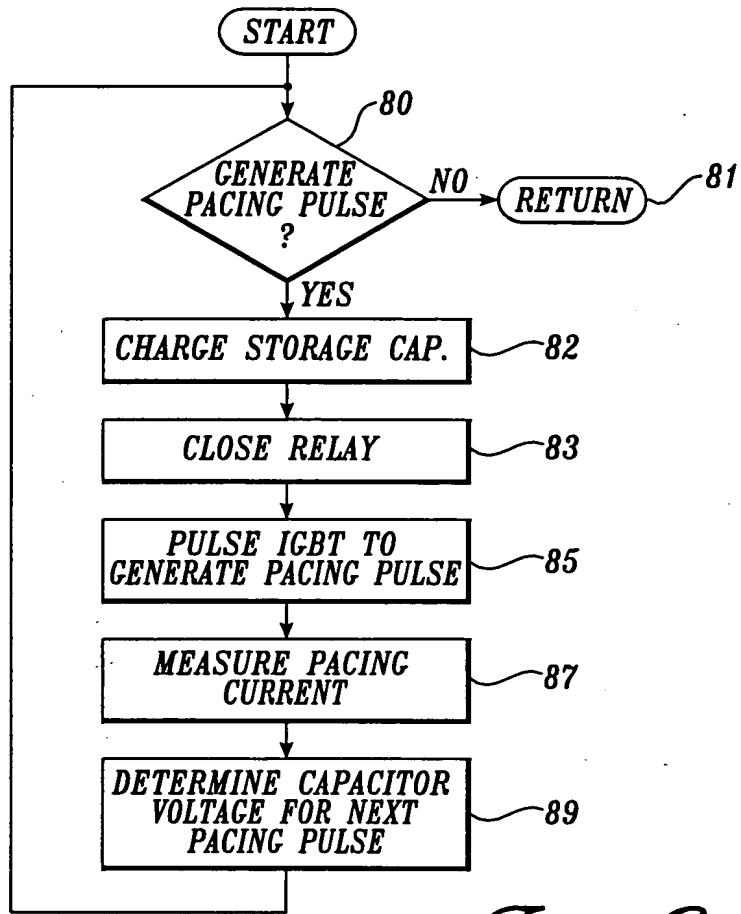 START
80
GENERATE
PACING PULSE
?
NO
RETURN
81
YES
CHARGE STORAGE CAP.
82
CLOSE RELAY
83
PULSE IGBT TO
GENERATE PACING PULSE
85
MEASURE PACING
CURRENT
87
DETERMINE CAPACITOR
VOLTAGE FOR NEXT
PACING PULSE
89